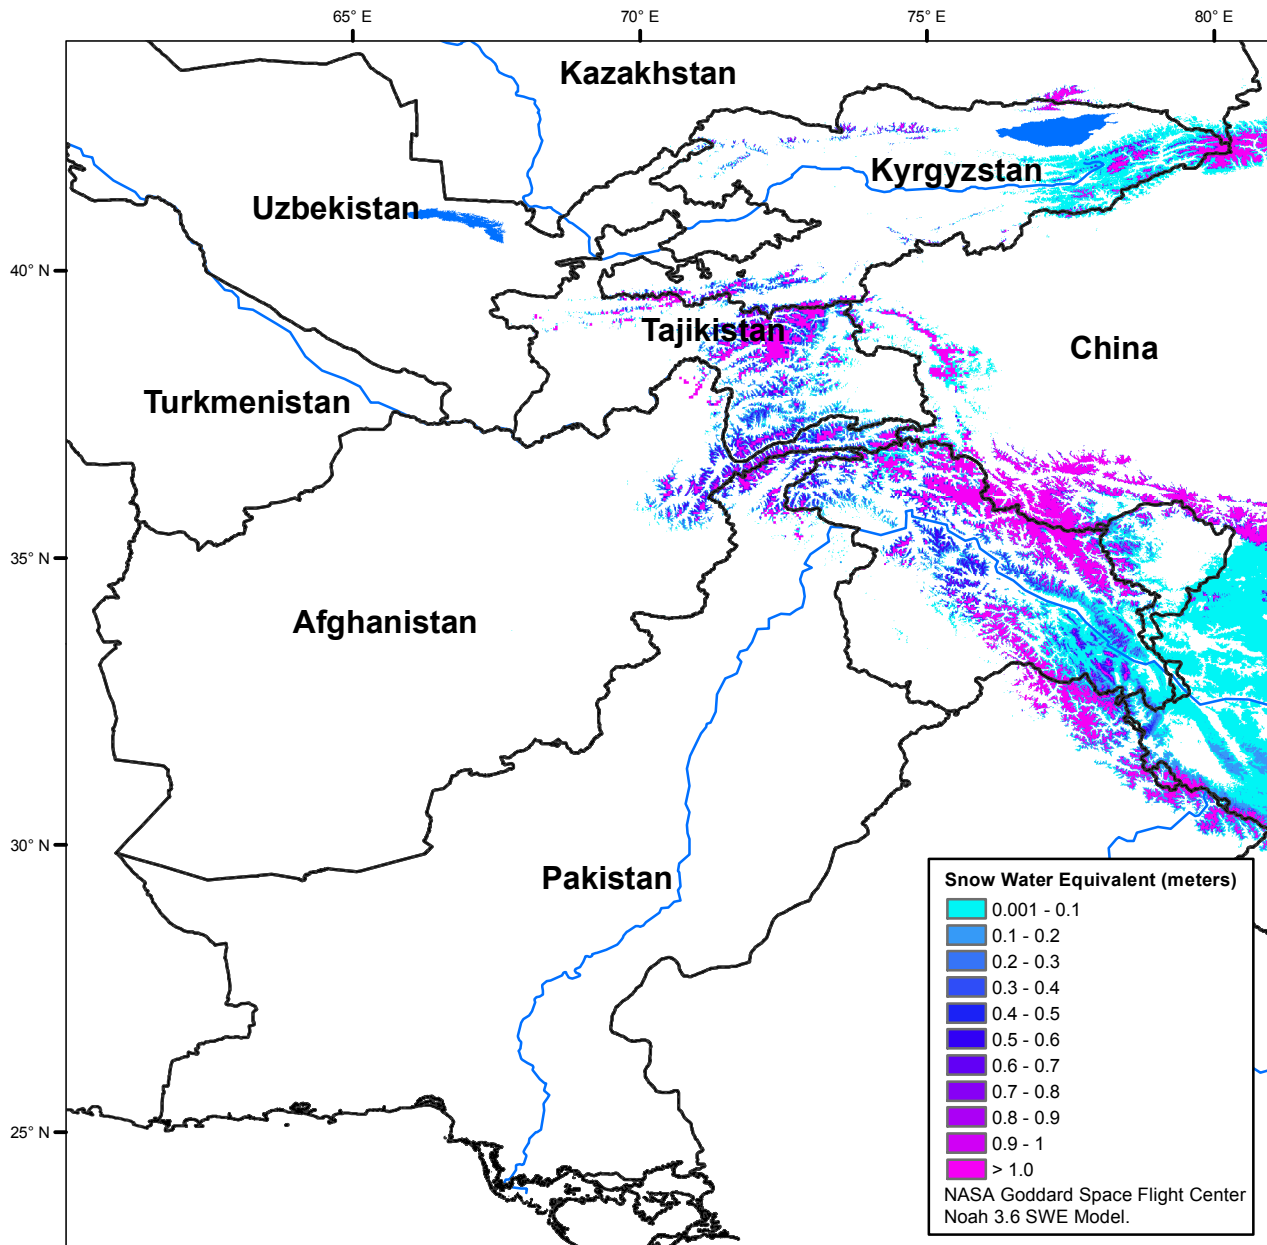 65° E
70° E
75° E
80° E
Kazakhstan
Kyrgyzstan
Uzbekistan
40° N
Tajikistan
China
Turkmenistan
35° N
Afghanistan
30° N
Pakistan
25° N
Snow Water Equivalent (meters)
0.001 - 0.1
0.1 - 0.2
0.2 - 0.3
0.3 - 0.4
0.4 - 0.5
0.5 - 0.6
0.6 - 0.7
0.7 - 0.8
0.8 - 0.9
0.9 - 1
> 1.0
NASA Goddard Space Flight Center
Noah 3.6 SWE Model.